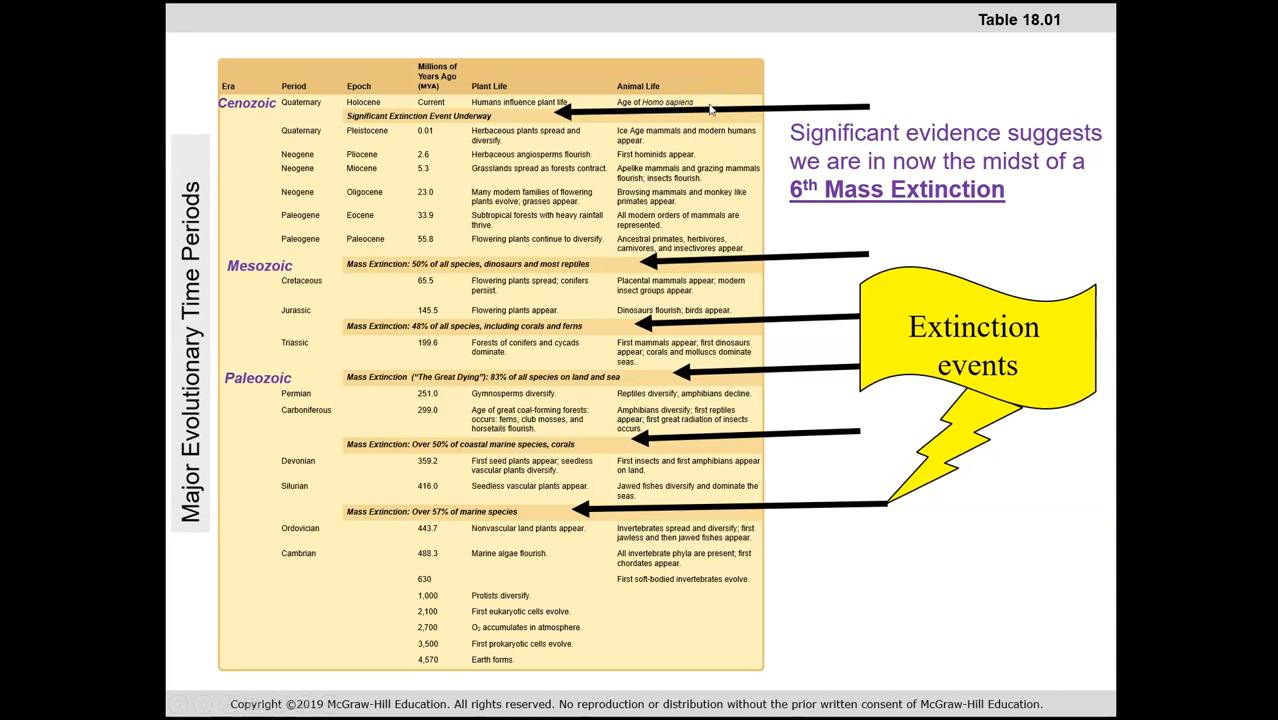 Table 18.01
Major Evolutionary Time Periods
Era Period Epoch Millions of Years Ago (MYA) Plant Life Animal Life
Cenozoic Quaternary Holocene Current Humans influence plant life. Age of Homo sapiens
Significant Extinction Event Underway
Quaternary Pleistocene 0.01 Herbaceous plants spread and Ice Age mammals and modern humans
diversify. appear.
Neogene Pliocene 2.6 Herbaceous angiosperms flourish. First hominids appear.
Neogene Miocene 5.3 Grasslands spread as forests contract. Apelike mammals and grazing mammals
flourish; insects flourish.
Neogene Oligocene 23.0 Many modern families of flowering Browsing mammals and monkey like
plants evolve; grasses appear. primates appear.
Paleogene Eocene 33.9 Subtropical forests with heavy rainfall All modern orders of mammals are
thrive. represented.
Paleogene Paleocene 55.8 Flowering plants continue to diversify. Ancestral primates, herbivores,
carnivores, and insectivores appear.
Mesozoic Mass Extinction: 50% of all species, dinosaurs and most reptiles
Cretaceous 65.5 Flowering plants spread; conifers Placental mammals appear; modern
persist. insect groups appear.
Jurassic 145.5 Flowering plants appear. Dinosaurs flourish; birds appear.
Mass Extinction: 48% of all species, including corals and ferns
Triassic 199.6 Forests of conifers and cycads First mammals appear; first dinosaurs
dominate. appear; corals and molluscs dominate
seas.
Paleozoic Mass Extinction (“The Great Dying”): 83% of all species on land and sea
Permian 251.0 Gymnosperms diversify. Reptiles diversify; amphibians decline.
Carboniferous 299.0 Age of great coal-forming forests: Amphibians diversify; first reptiles
occurs: ferns, club mosses, and appear; first great radiation of insects
horsetails flourish. occurs.
Mass Extinction: Over 50% of coastal marine species, corals
Devonian 359.2 First seed plants appear; seedless First insects and first amphibians appear
vascular plants diversify. on land.
Silurian 416.0 Seedless vascular plants appear. Jawed fishes diversify and dominate the
seas.
Mass Extinction: Over 57% of marine species
Ordovician 443.7 Nonvascular land plants appear. Invertebrates spread and diversify; first
jawless and then jawed fishes appear.
Cambrian 488.3 Marine algae flourish. All invertebrate phyla are present; first
chordates appear.
630 First soft-bodied invertebrates evolve.
1,000 Protists diversify.
2,100 First eukaryotic cells evolve.
2,700 O₂ accumulates in atmosphere.
3,500 First prokaryotic cells evolve.
4,570 Earth forms.
Significant evidence suggests
we are in now the midst of a
6th Mass Extinction
Extinction
events
Copyright ©2019 McGraw-Hill Education. All rights reserved. No reproduction or distribution without the prior written consent of McGraw-Hill Education.